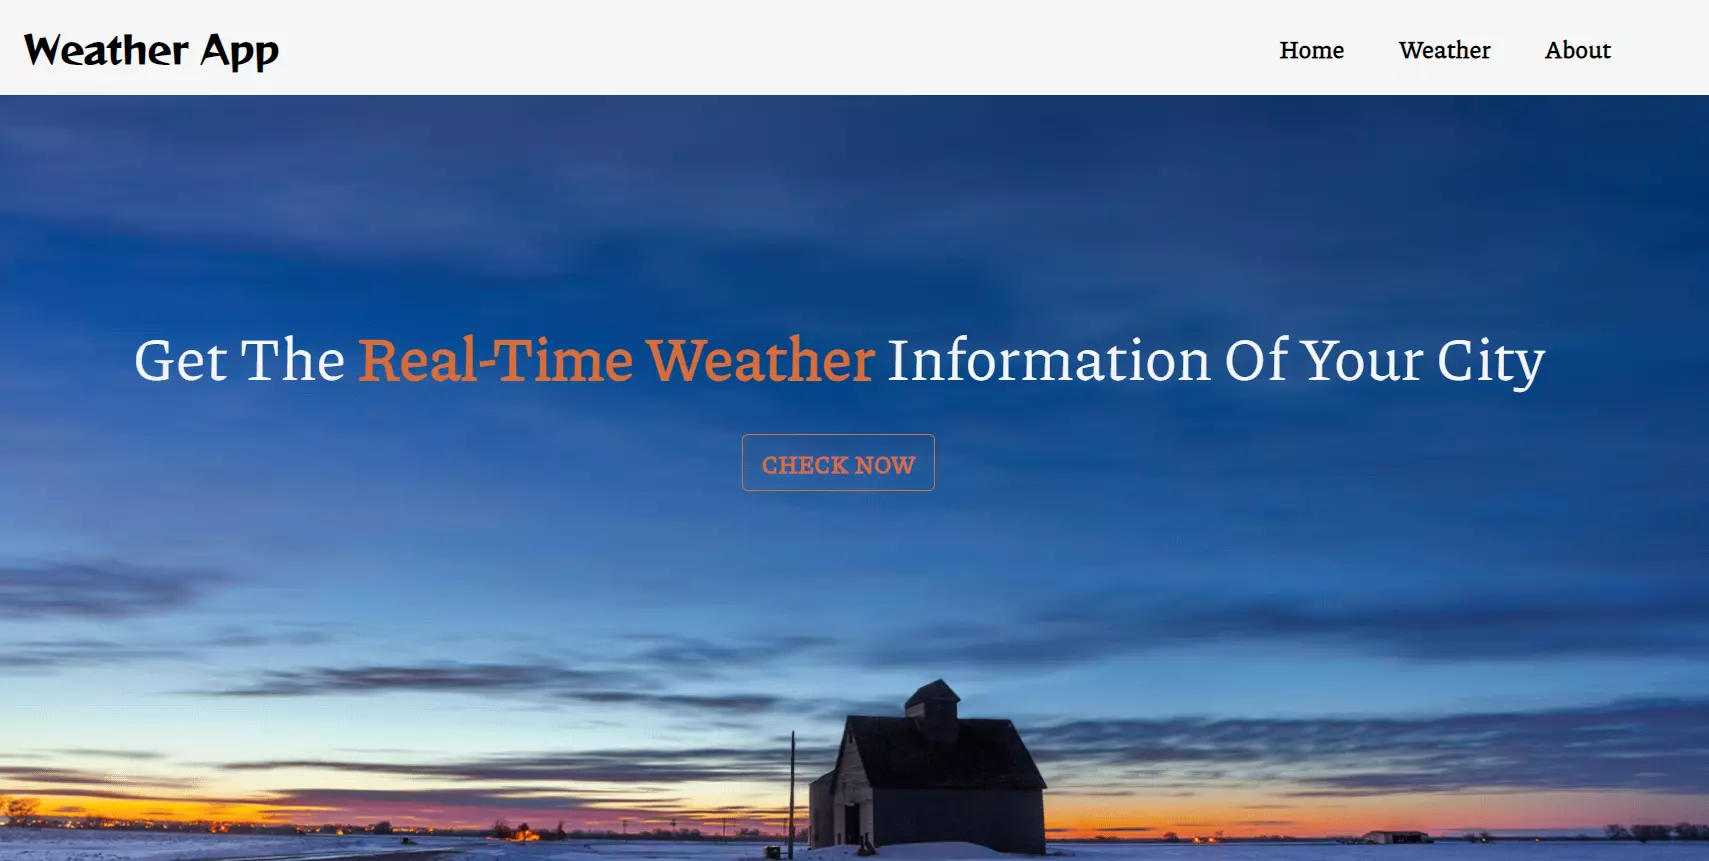 Weather App
Home Weather About
Get The Real-Time Weather Information Of Your City
CHECK NOW